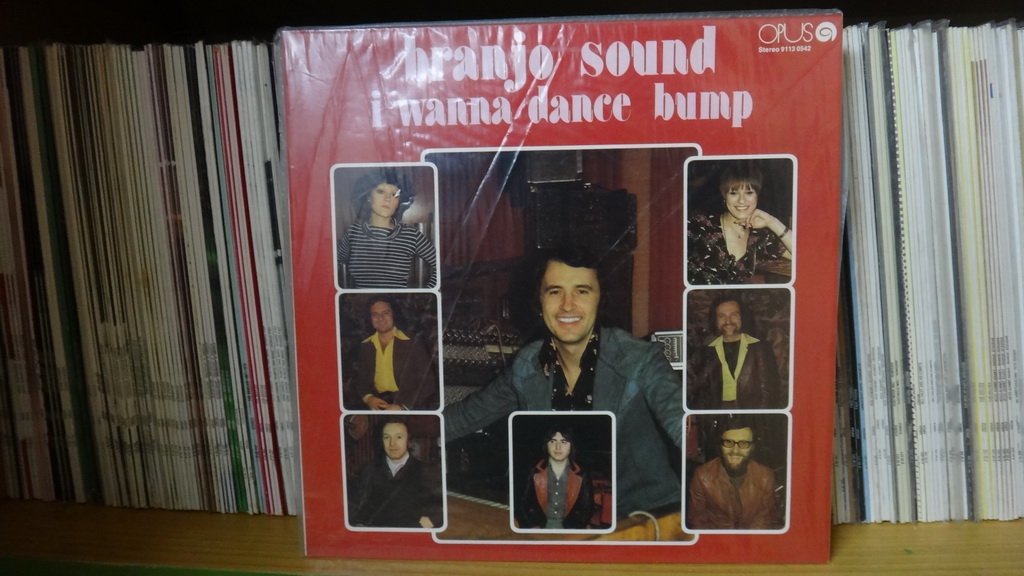 branjo sound
i wanna dance bump
OPUS
Stereo 9113 0542